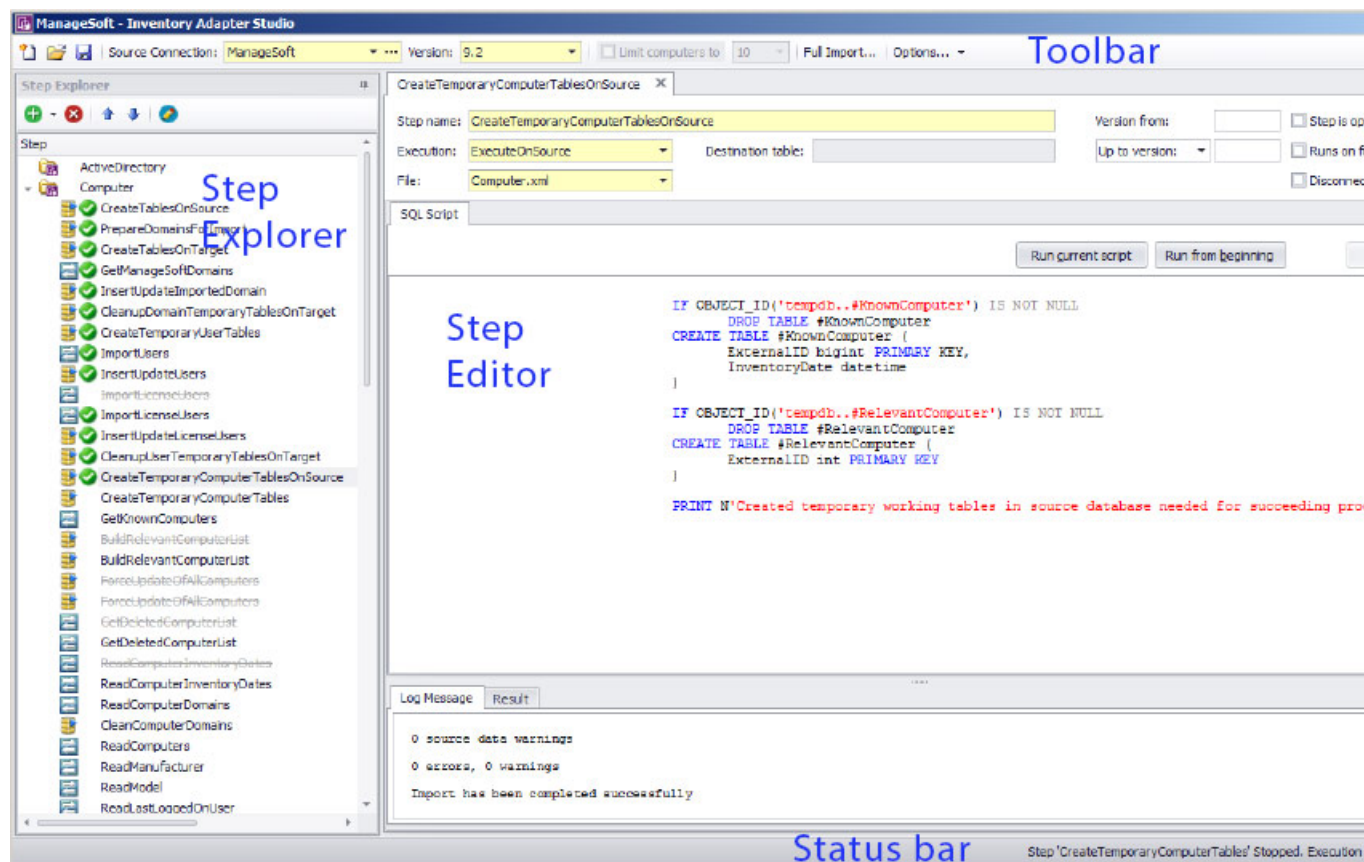 ManageSoft - Inventory Adapter Studio
Source Connection: ManageSoft ... Version: 9.2 Limit computers to 10 Full Import... Options...
Toolbar
Step Explorer
CreateTemporaryComputerTablesOnSource
Step name: CreateTemporaryComputerTablesOnSource Version from: Step is op
Execution: ExecuteOnSource Destination table: Up to version: Runs on f
File: Computer.xml Disconnec
SQL Script
Run current script Run from beginning
Step
ActiveDirectory
Computer
CreateTablesOnSource
PrepareDomainsForImport
CreateTablesOnTarget
GetManageSoftDomains
InsertUpdateImportedDomain
CleanupDomainTemporaryTablesOnTarget
CreateTemporaryUserTables
ImportUsers
InsertUpdateUsers
ImportLicenseUsers
ImportLicenseUsers
InsertUpdateLicenseUsers
CleanupUserTemporaryTablesOnTarget
CreateTemporaryComputerTablesOnSource
CreateTemporaryComputerTables
GetKnownComputers
BuildRelevantComputerList
BuildRelevantComputerList
ForceUpdateOfAllComputers
ForceUpdateOfAllComputers
GetDeletedComputerList
GetDeletedComputerList
ReadComputerInventoryDates
ReadComputerInventoryDates
ReadComputerDomains
CleanComputerDomains
ReadComputers
ReadManufacturer
ReadModel
ReadLastLoggedOnUser
Step
Explorer
Step
Editor
IF OBJECT_ID('tempdb..#KnownComputer') IS NOT NULL
DROP TABLE #KnownComputer
CREATE TABLE #KnownComputer (
ExternalID bigint PRIMARY KEY,
InventoryDate datetime
)
IF OBJECT_ID('tempdb..#RelevantComputer') IS NOT NULL
DROP TABLE #RelevantComputer
CREATE TABLE #RelevantComputer (
ExternalID int PRIMARY KEY
)
PRINT N'Created temporary working tables in source database needed for succeeding pro
Log Message Result
0 source data warnings
0 errors, 0 warnings
Import has been completed successfully
Status bar
Step 'CreateTemporaryComputerTables' Stopped. Execution